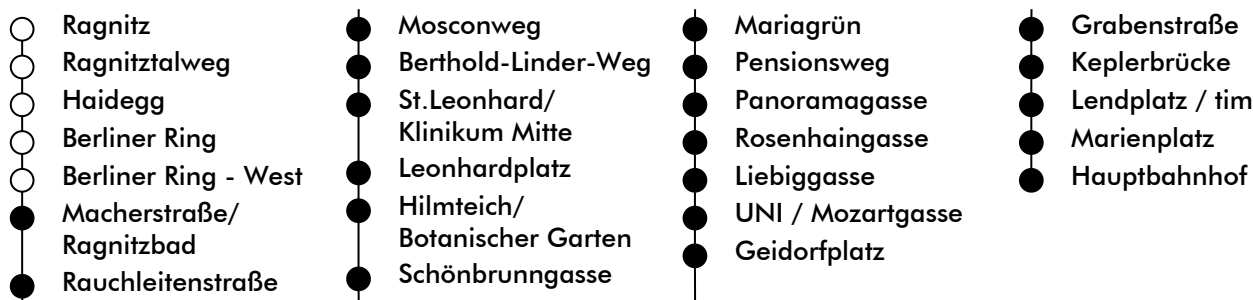 Ragnitz
Ragnitztalweg
Haidegg
Berliner Ring
Berliner Ring - West
Macherstraße/
Ragnitzbad
Rauchleitenstraße
Mosconweg
Berthold-Linder-Weg
St.Leonhard/
Klinikum Mitte
Leonhardplatz
Hilmteich/
Botanischer Garten
Schönbrunngasse
Mariagrün
Pensionsweg
Panoramagasse
Rosenhaingasse
Liebiggasse
UNI / Mozartgasse
Geidorfplatz
Grabenstraße
Keplerbrücke
Lendplatz / tim
Marienplatz
Hauptbahnhof